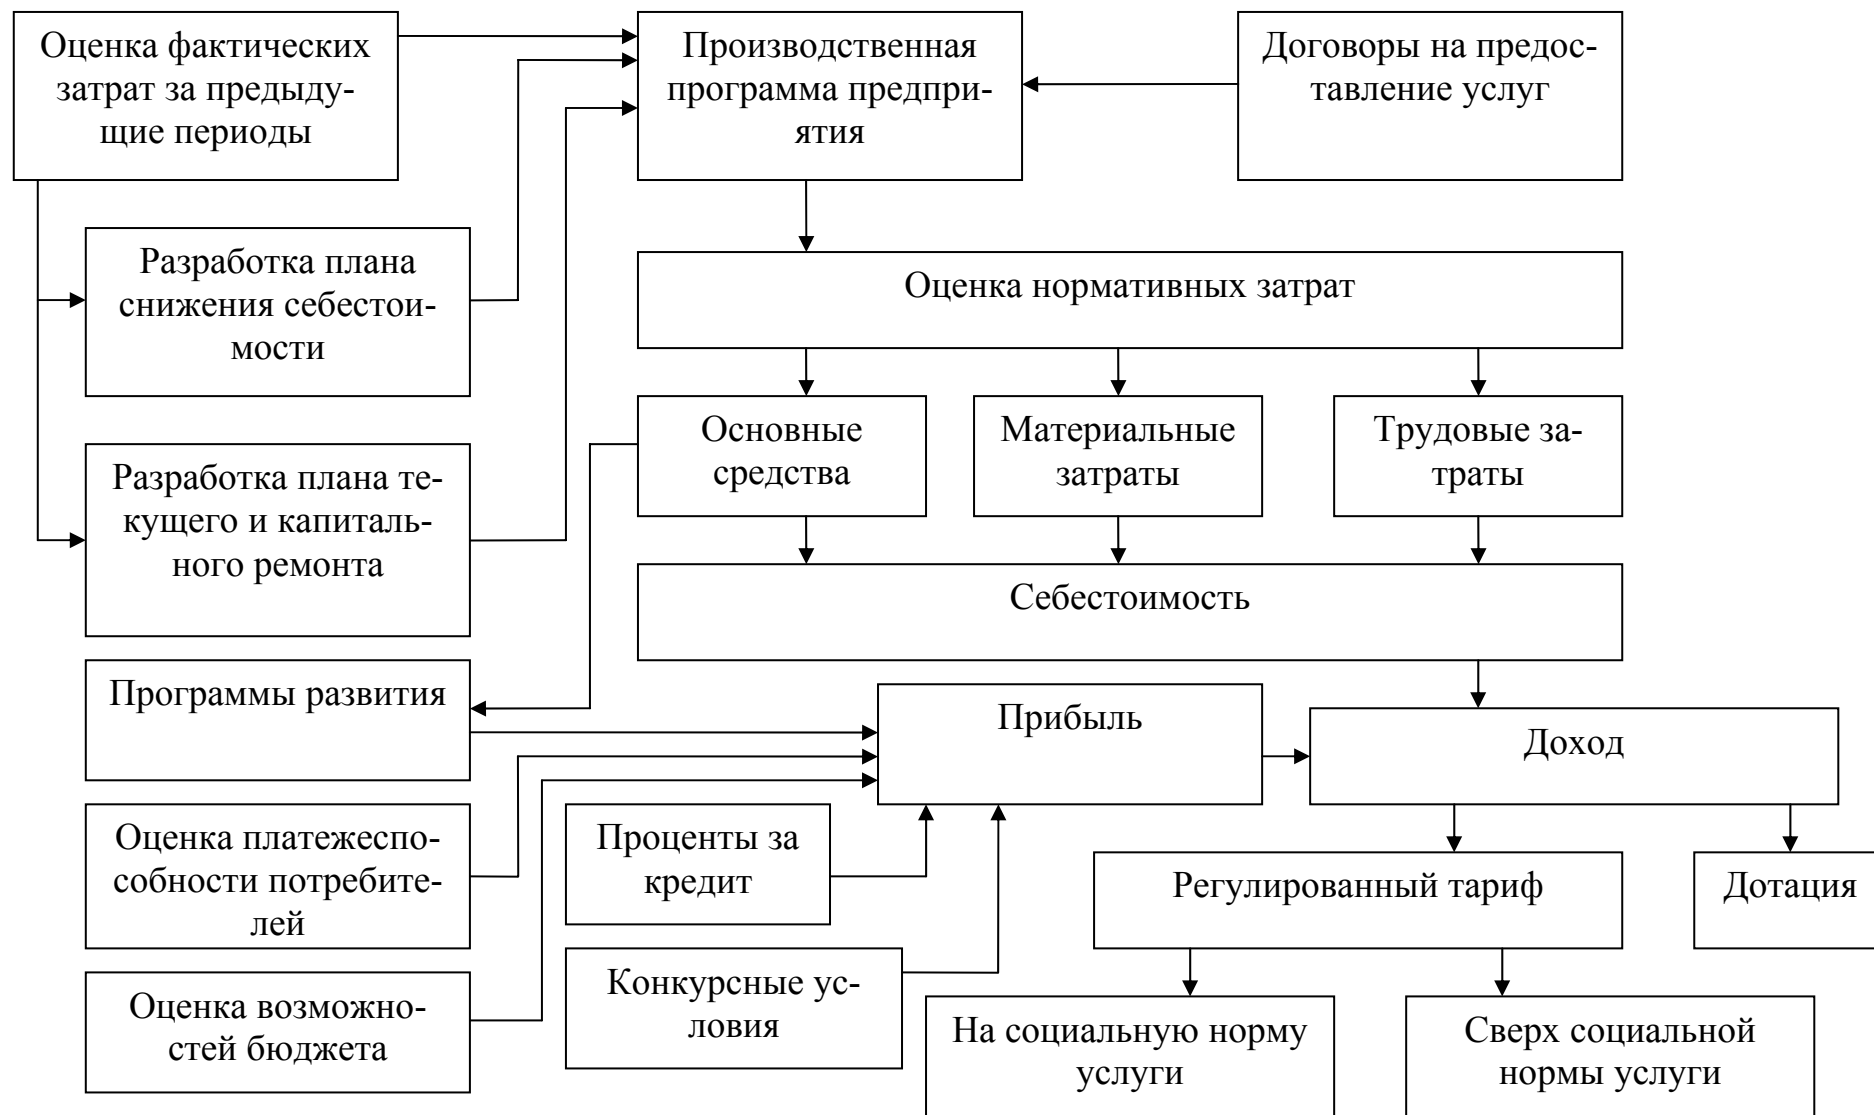 Оценка фактических
затрат за предыду-
щие периоды
Производственная
программа предпри-
ятия
Договоры на предос-
тавление услуг
Разработка плана
снижения себестои-
мости
Оценка нормативных затрат
Основные
средства
Материальные
затраты
Трудовые за-
траты
Разработка плана те-
кущего и капиталь-
ного ремонта
Себестоимость
Программы развития
Прибыль
Доход
Оценка платежеспо-
собности потребите-
лей
Проценты за
кредит
Регулированный тариф
Дотация
Оценка возможно-
стей бюджета
Конкурсные ус-
ловия
На социальную норму
услуги
Сверх социальной
нормы услуги